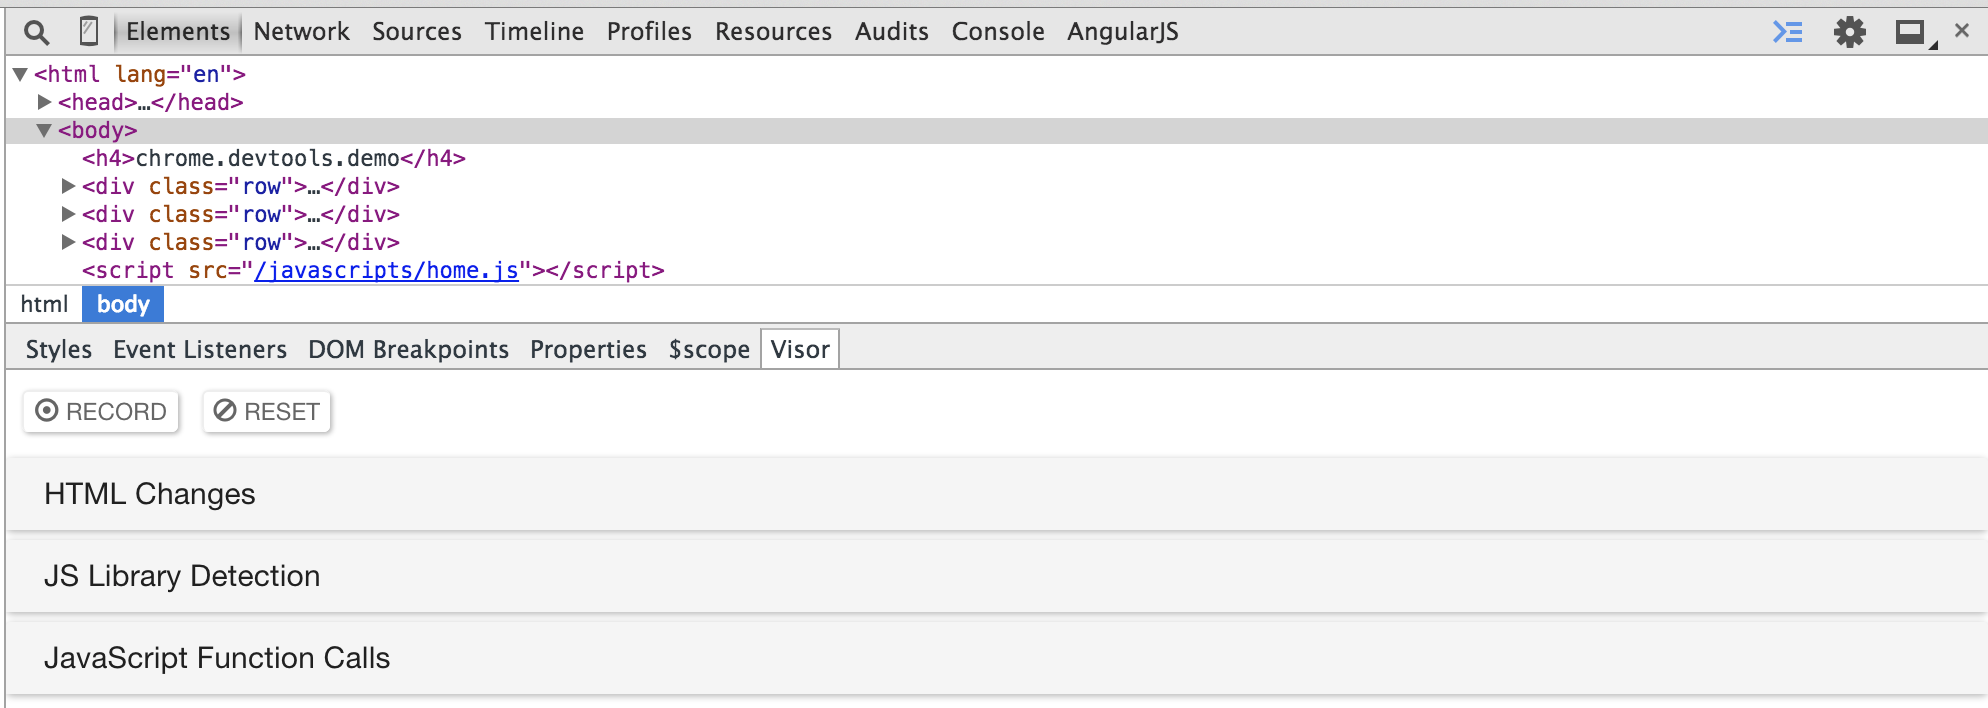 Elements Network Sources Timeline Profiles Resources Audits Console AngularJS
<html lang="en">
<head>…</head>
<body>
<h4>chrome.devtools.demo</h4>
<div class="row">…</div>
<div class="row">…</div>
<div class="row">…</div>
<script src="/javascripts/home.js"></script>
html body
Styles Event Listeners DOM Breakpoints Properties $scope Visor
RECORD RESET
HTML Changes
JS Library Detection
JavaScript Function Calls